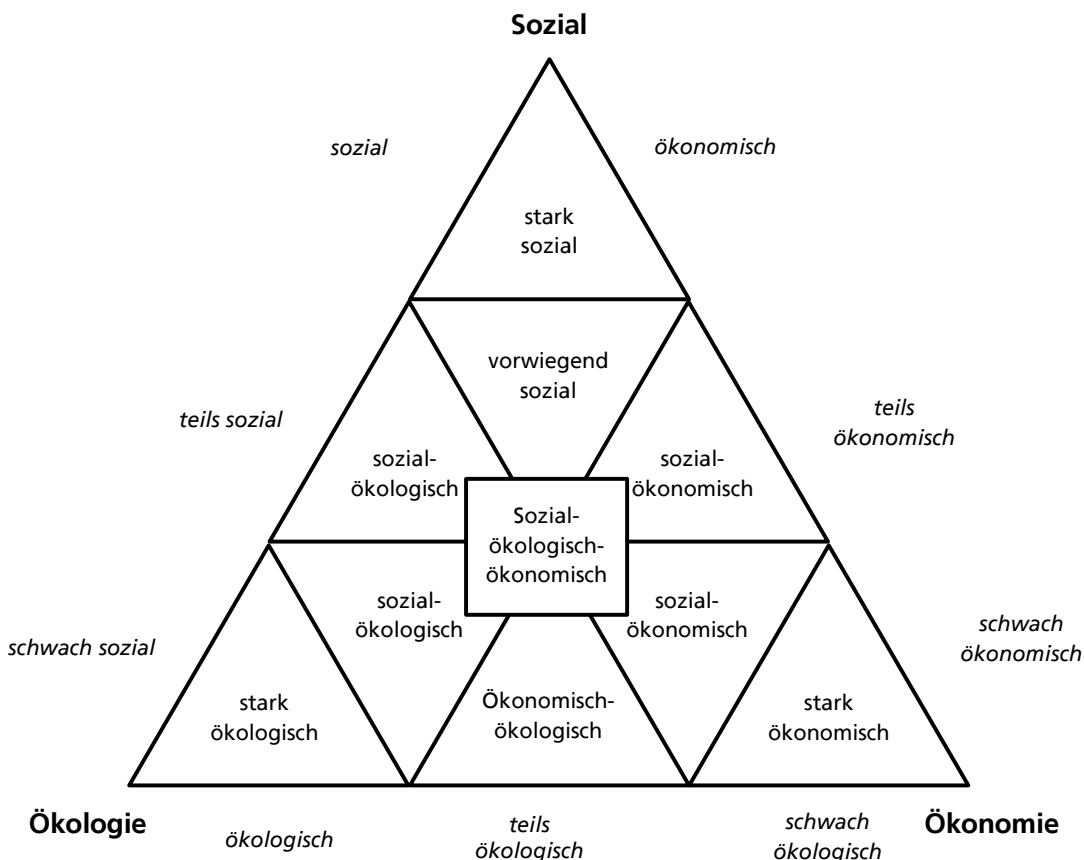 Sozial
sozial
ökonomisch
stark
sozial
vorwiegend
sozial
teils sozial
teils
ökonomisch
sozial-
ökologisch
sozial-
ökonomisch
Sozial-
ökologisch-
ökonomisch
sozial-
ökologisch
sozial-
ökonomisch
schwach sozial
schwach
ökonomisch
stark
ökologisch
Ökonomisch-
ökologisch
stark
ökonomisch
Ökologie
Ökonomie
ökologisch
teils
ökologisch
schwach
ökologisch